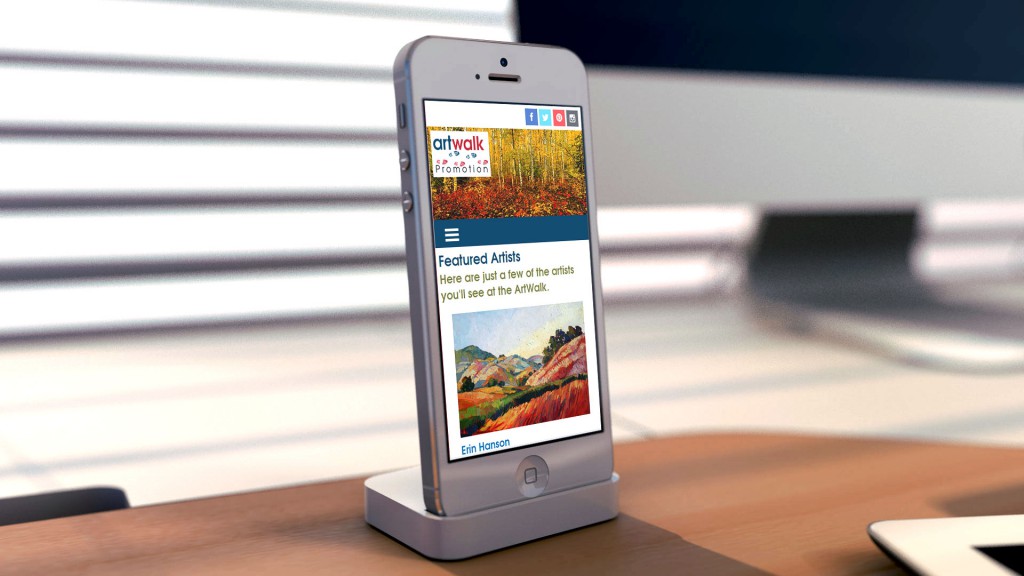 artwalk
Promotion
Featured Artists
Here are just a few of the artists
you'll see at the ArtWalk.
Erin Hanson